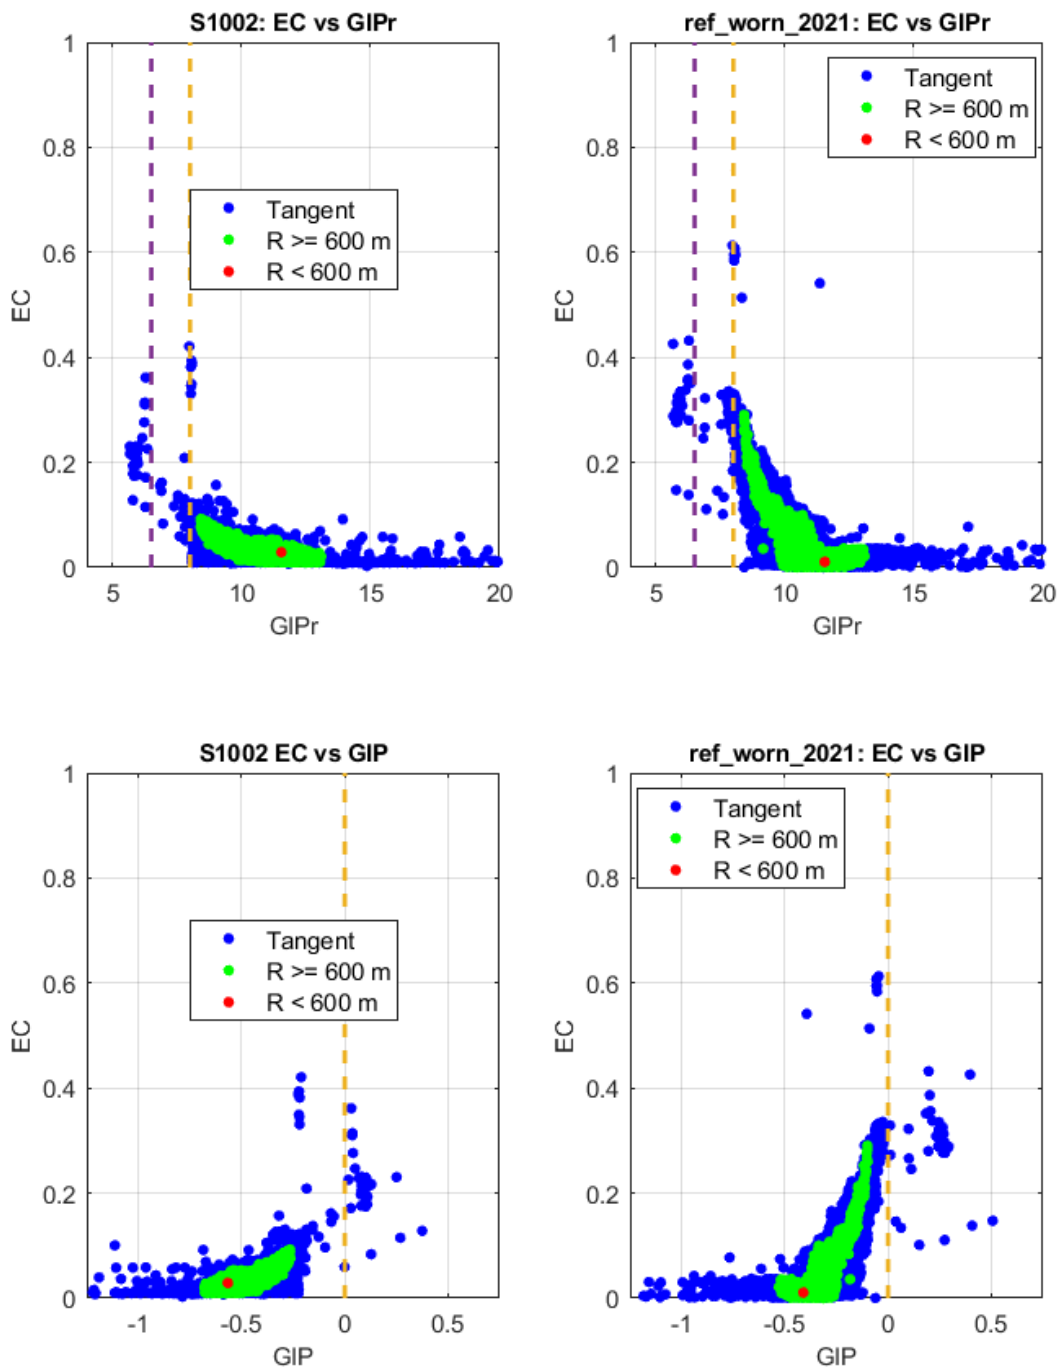 S1002: EC vs GIPr
1
0.8
0.6
0.4
0.2
0
EC
Tangent
R >= 600 m
R < 600 m
5
10
15
20
GIPr
ref_worn_2021: EC vs GIPr
1
0.8
0.6
0.4
0.2
0
EC
Tangent
R >= 600 m
R < 600 m
5
10
15
20
GIPr
S1002 EC vs GIP
1
0.8
0.6
0.4
0.2
0
EC
Tangent
R >= 600 m
R < 600 m
-1
-0.5
0
0.5
GIP
ref_worn_2021: EC vs GIP
1
0.8
0.6
0.4
0.2
0
EC
Tangent
R >= 600 m
R < 600 m
-1
-0.5
0
0.5
GIP